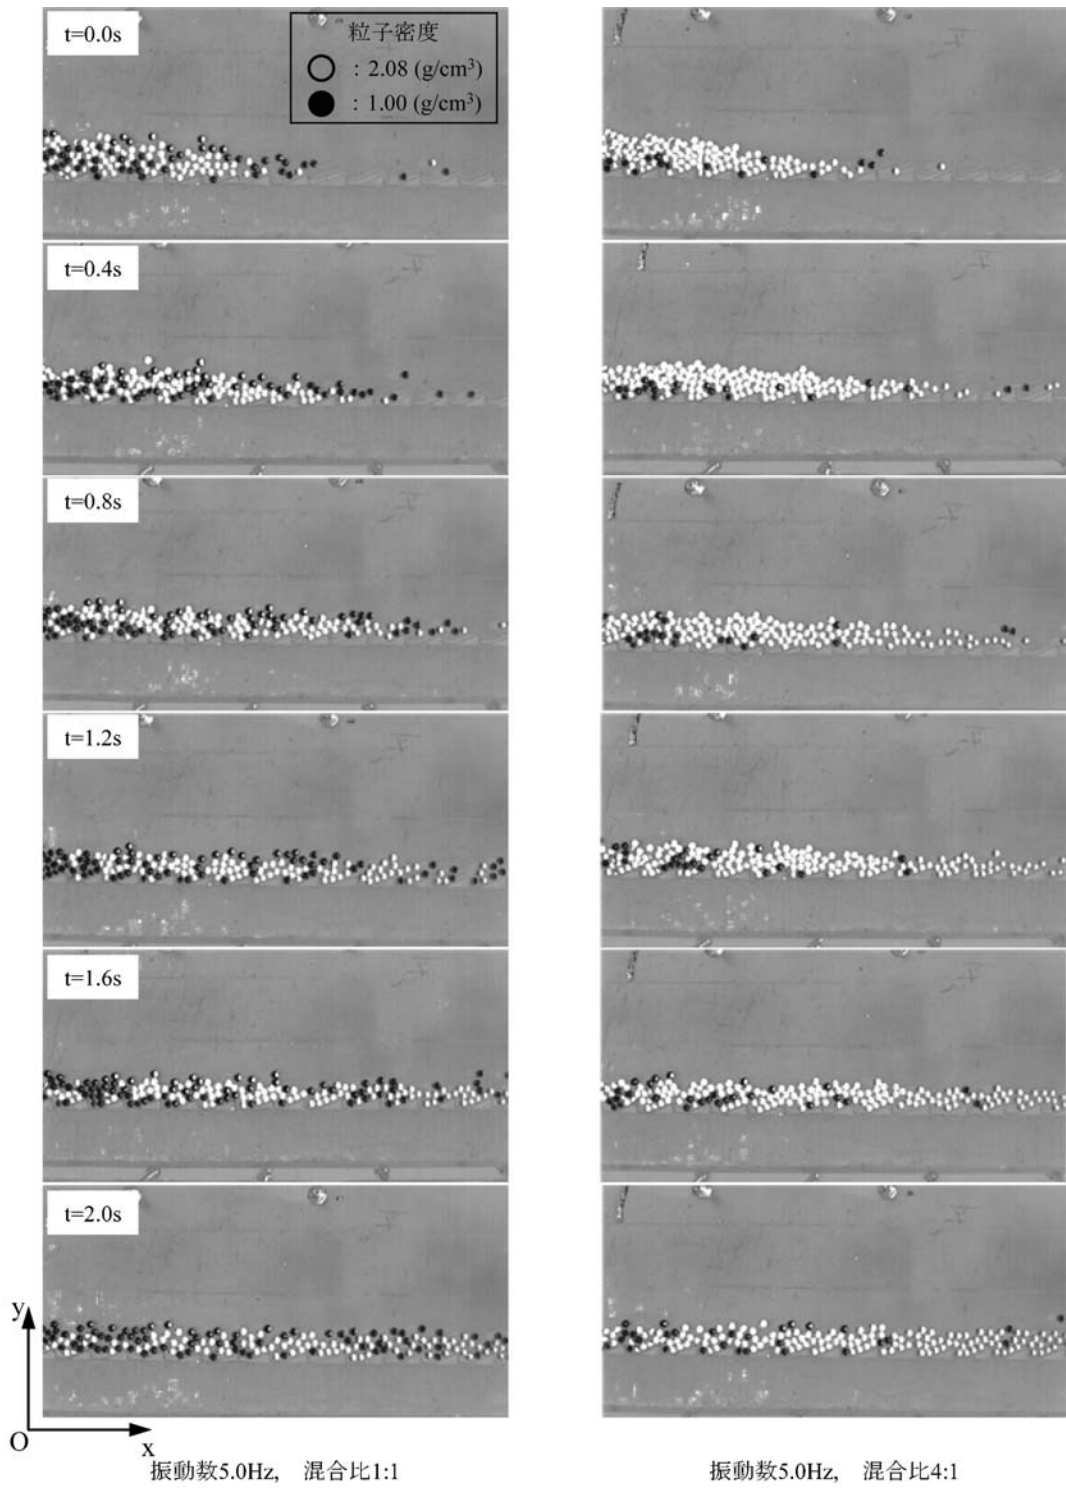 t=0.0s
粒子密度
: 2.08 (g/cm³)
: 1.00 (g/cm³)
t=0.4s
t=0.8s
t=1.2s
t=1.6s
t=2.0s
y
O
x
振動数5.0Hz, 混合比1:1
振動数5.0Hz, 混合比4:1